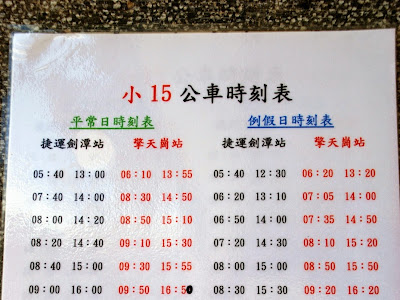 小15公車時刻表
平常日時刻表 例假日時刻表
捷運劍潭站 擎天崗站 捷運劍潭站 擎天崗站
05:40 13:00 06:10 13:55 05:40 12:30 06:20 13:20
07:40 14:00 08:30 14:50 06:20 07:05 14:00
08:00 14:20 08:50 15:10 06:50 14:00 07:35 14:50
08:20 14:40 09:10 15:30 07:30 14:30 08:20 15:20
08:40 15:00 09:30 15:55 08:00 15:00 08:50 15:50
09:00 16:00 09:50 16:50 08:30 15:30 09:20 16:20